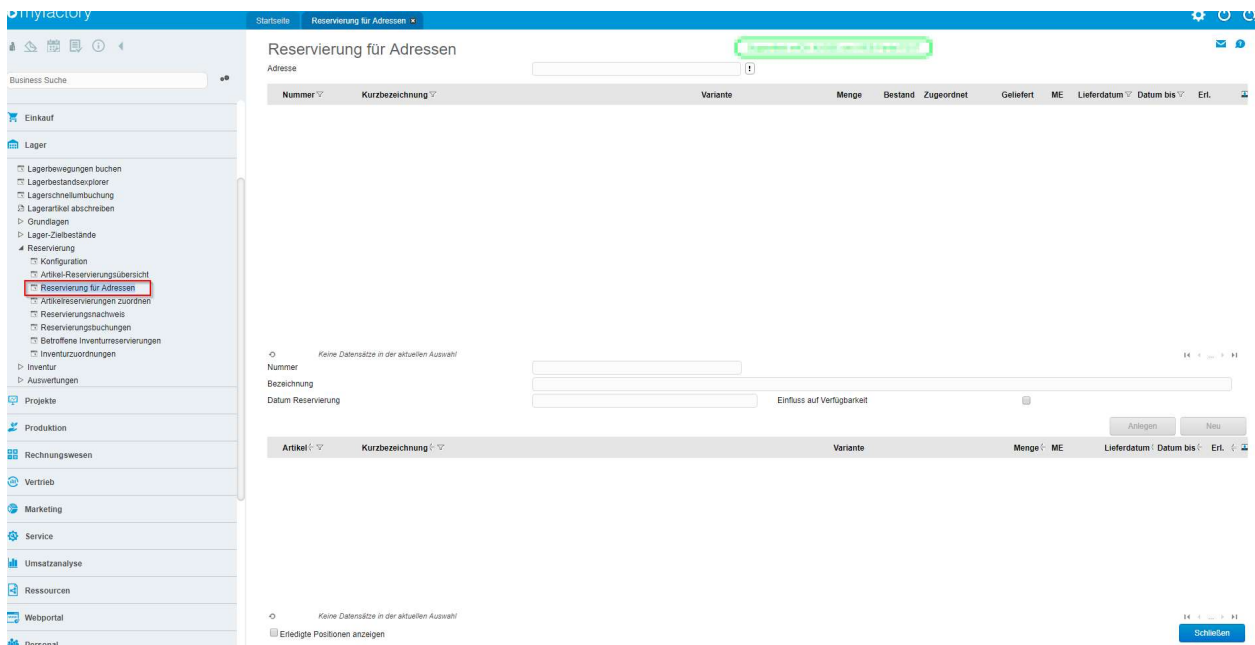 myfactory
Startseite
Reservierung für Adressen
Business Suche
Einkauf
Lager
Lagerbewegungen buchen
Lagerbestandsexplorer
Lagerschnellumbuchung
Lagerartikel abschreiben
Grundlagen
Lager-Zielbestände
Reservierung
Konfiguration
Artikel-Reservierungsübersicht
Reservierung für Adressen
Artikelreservierungen zuordnen
Reservierungsnachweis
Reservierungsbuchungen
Betroffene Inventurreservierungen
Inventurzuordnungen
Inventur
Auswertungen
Projekte
Produktion
Rechnungswesen
Vertrieb
Marketing
Service
Umsatzanalyse
Ressourcen
Webportal
Personal
Reservierung für Adressen
Adresse
Nummer Kurzbezeichnung Variante Menge Bestand Zugeordnet Geliefert ME Lieferdatum Datum bis Erl.
Keine Datensätze in der aktuellen Auswahl
Nummer
Bezeichnung
Datum Reservierung Einfluss auf Verfügbarkeit
Anlegen Neu
Artikel Kurzbezeichnung Variante Menge ME Lieferdatum Datum bis Erl.
Keine Datensätze in der aktuellen Auswahl
Erledigte Positionen anzeigen
Schließen